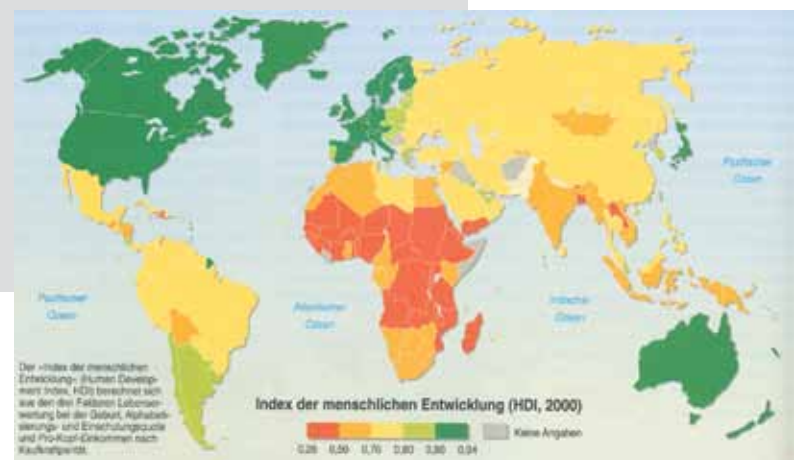 Pazifischer
Ozean
Pazifischer
Ozean
Atlantischer
Ozean
Indischer
Ozean
Der »Index der menschlichen
Entwicklung« (Human Develop-
ment Index, HDI) berechnet sich
aus den drei Faktoren Lebenser-
wartung bei der Geburt, Alphabeti-
sierungs- und Einschulungsquote
und Pro-Kopf-Einkommen nach
Kaufkraftparität.
Index der menschlichen Entwicklung (HDI, 2000)
Keine Angaben
0,50 0,70 0,80 0,90 0,94